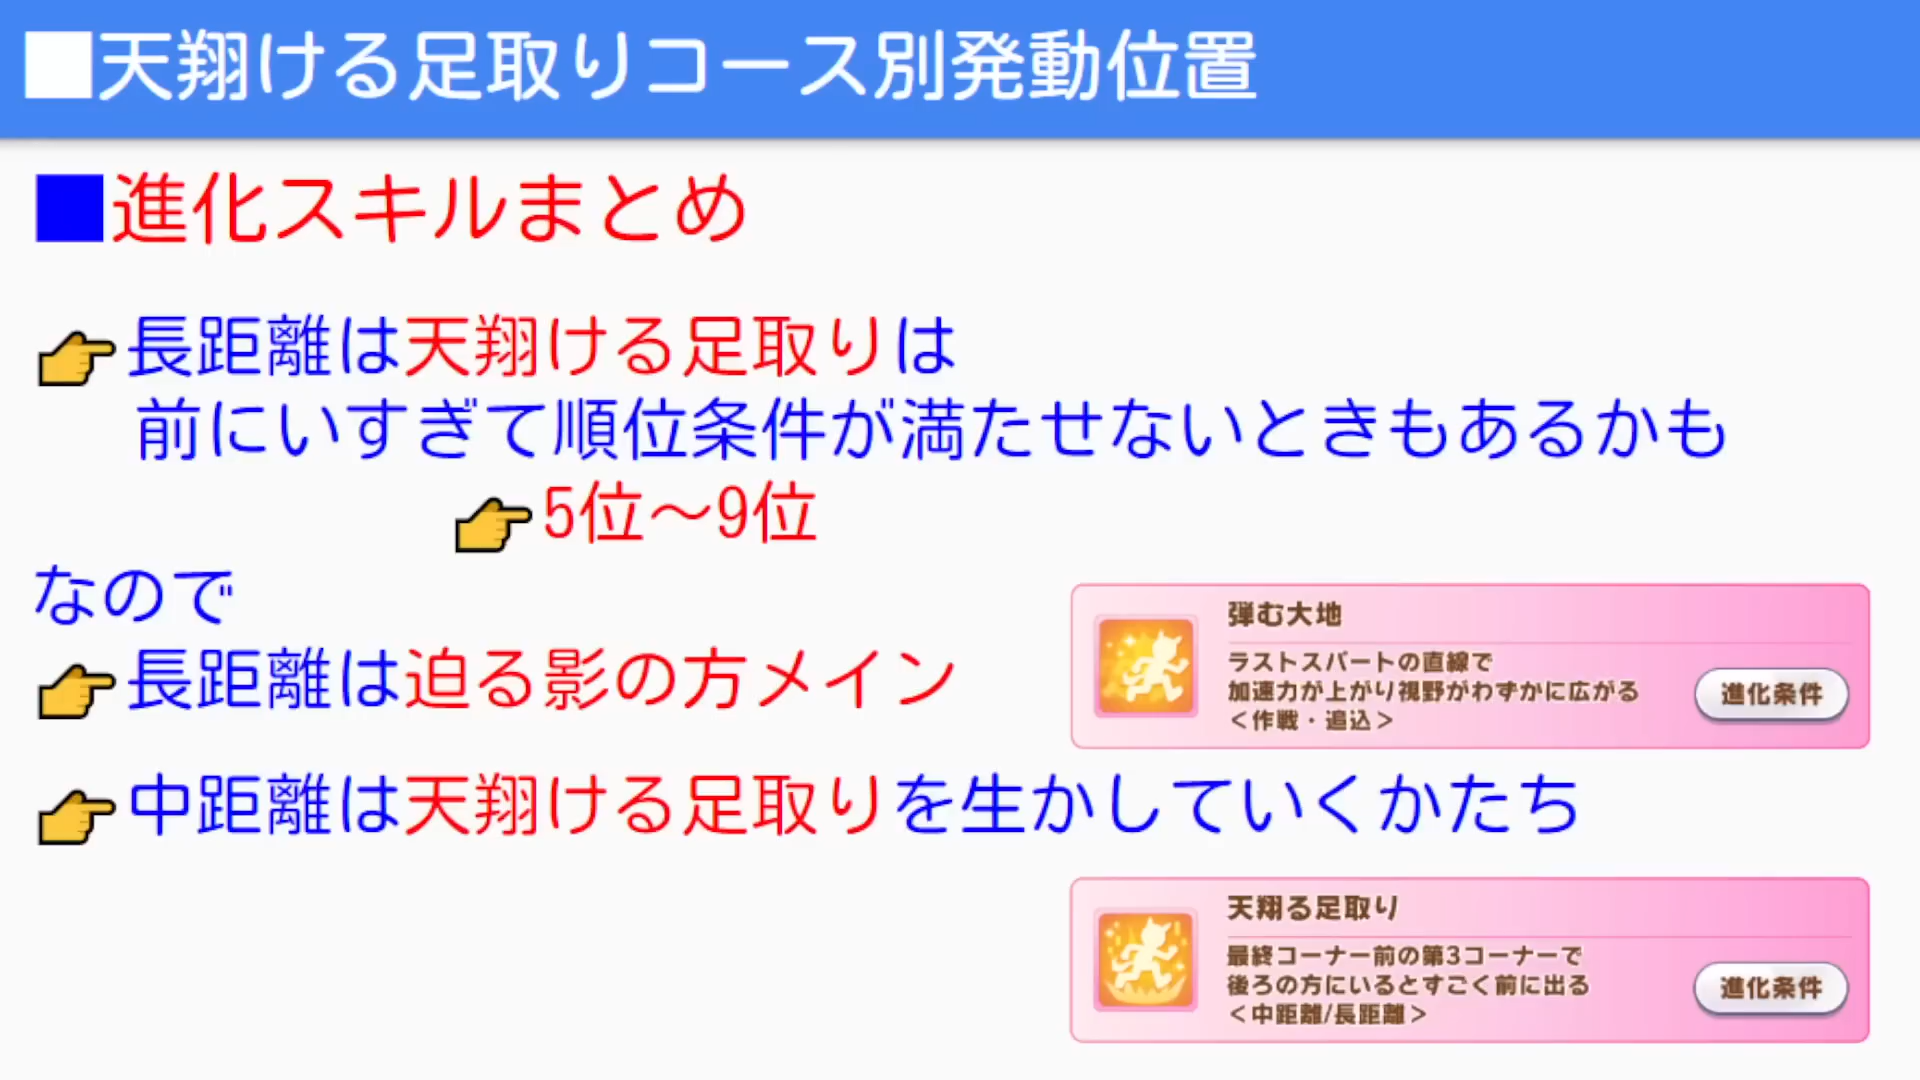 ■天翔ける足取りコース別発動位置
■進化スキルまとめ
👉長距離は天翔ける足取りは
前にいすぎて順位条件が満たせないときもあるかも
👉5位〜9位
なので
👉長距離は迫る影の方メイン
弾む大地
ラストスパートの直線で
加速力が上がり視野がわずかに広がる
<作戦・追込>
進化条件
👉中距離は天翔ける足取りを生かしていくかたち
天翔る足取り
最終コーナー前の第3コーナーで
後ろの方にいるとすごく前に出る
<中距離/長距離>
進化条件